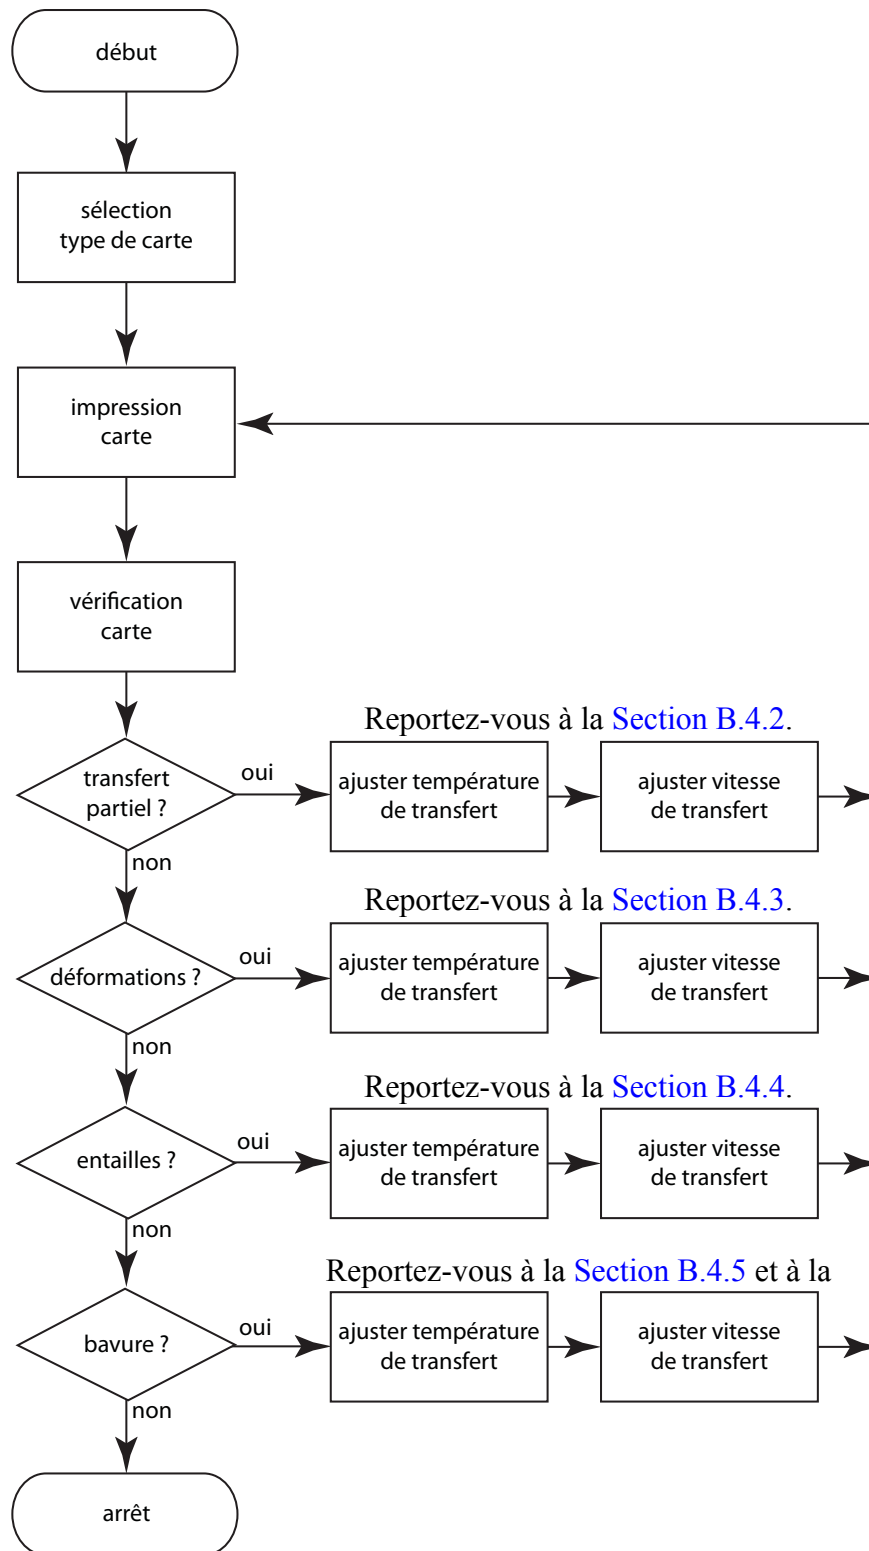 début
sélection
type de carte
impression
carte
vérification
carte
Reportez-vous à la Section B.4.2.
transfert
partiel ?
oui
ajuster température
de transfert
ajuster vitesse
de transfert
non
Reportez-vous à la Section B.4.3.
déformations ?
oui
ajuster température
de transfert
ajuster vitesse
de transfert
non
Reportez-vous à la Section B.4.4.
entailles ?
oui
ajuster température
de transfert
ajuster vitesse
de transfert
non
Reportez-vous à la Section B.4.5 et à la
bavure ?
oui
ajuster température
de transfert
ajuster vitesse
de transfert
non
arrêt